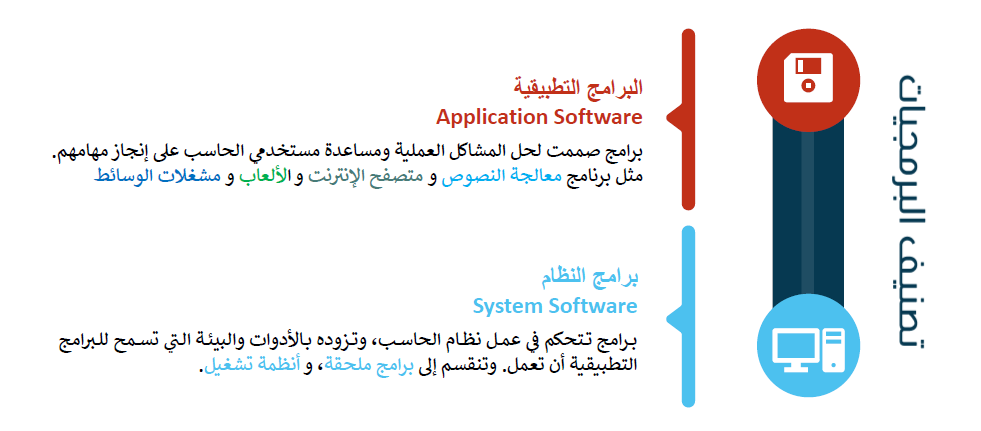 تصنيف البرمجيات
البرامج التطبيقية
Application Software
برامج صممت لحل المشاكل العملية ومساعدة مستخدمي الحاسب على إنجاز مهامهم.
مثل برنامج معالجة النصوص و متصفح الإنترنت و الألعاب و مشغلات الوسائط
برامج النظام
System Software
برامج تتحكم في عمل نظام الحاسب، وتزوده بالأدوات والبيئة التي تسمح للبرامج
التطبيقية أن تعمل. وتنقسم إلى برامج ملحقة، و أنظمة تشغيل.